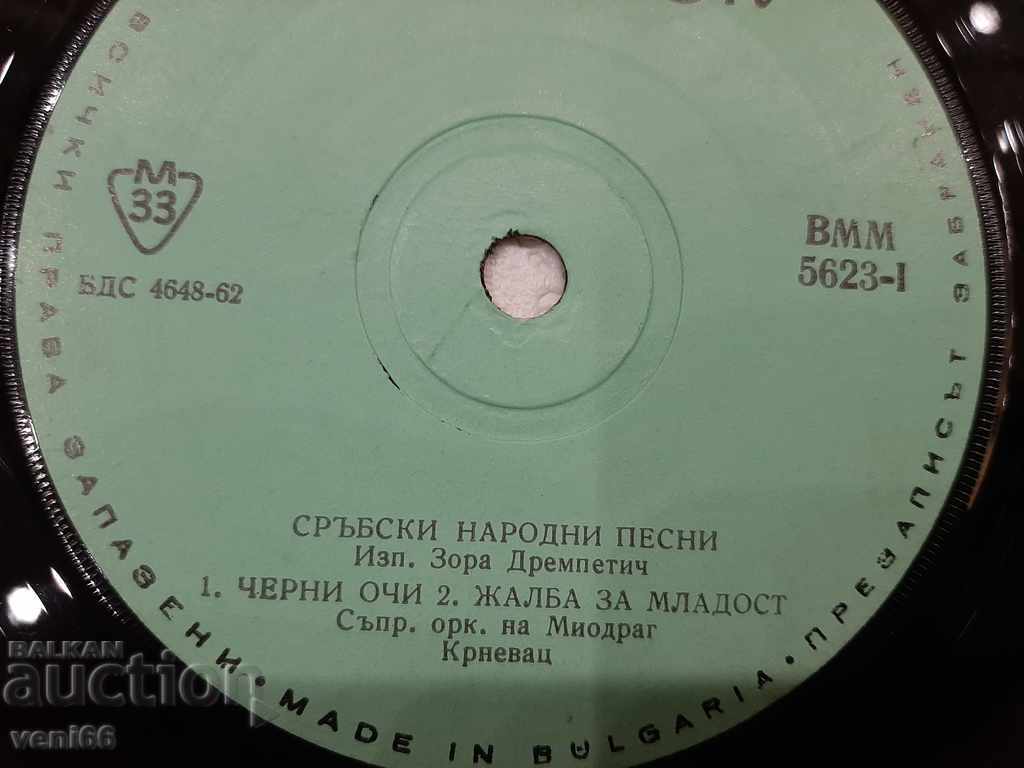 М
33
БДС 4648-62
ВММ
5623-I
СРЪБСКИ НАРОДНИ ПЕСНИ
Изп. Зора Дремпетич
1. ЧЕРНИ ОЧИ 2. ЖАЛБА ЗА МЛАДОСТ
Съпр. орк. на Миодраг
Крневац
ВСИЧКИ ПРАВА ЗАПАЗЕНИ • MADE IN BULGARIA • ПРЕЗАПИСЪТ ЗАБРАНЕН
BALKAN
auction
veni66